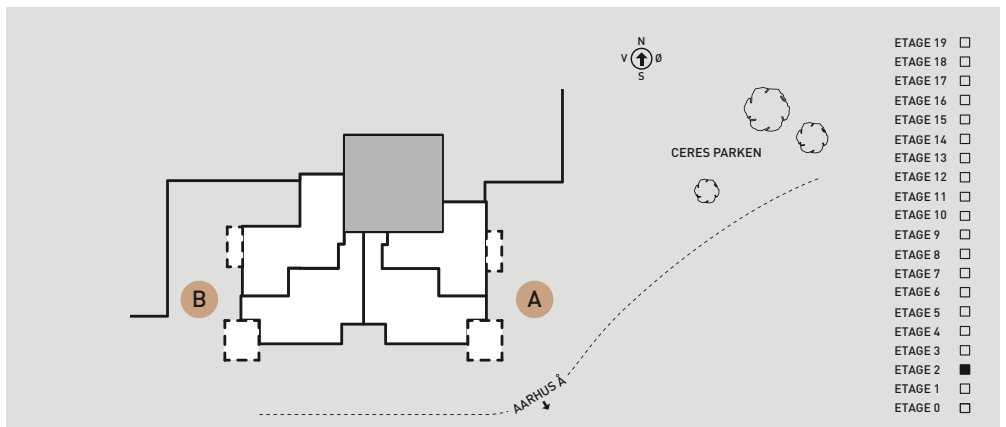 N
V Ø
S
CERES PARKEN
B
A
AARHUS Å
ETAGE 19
ETAGE 18
ETAGE 17
ETAGE 16
ETAGE 15
ETAGE 14
ETAGE 13
ETAGE 12
ETAGE 11
ETAGE 10
ETAGE 9
ETAGE 8
ETAGE 7
ETAGE 6
ETAGE 5
ETAGE 4
ETAGE 3
ETAGE 2
ETAGE 1
ETAGE 0